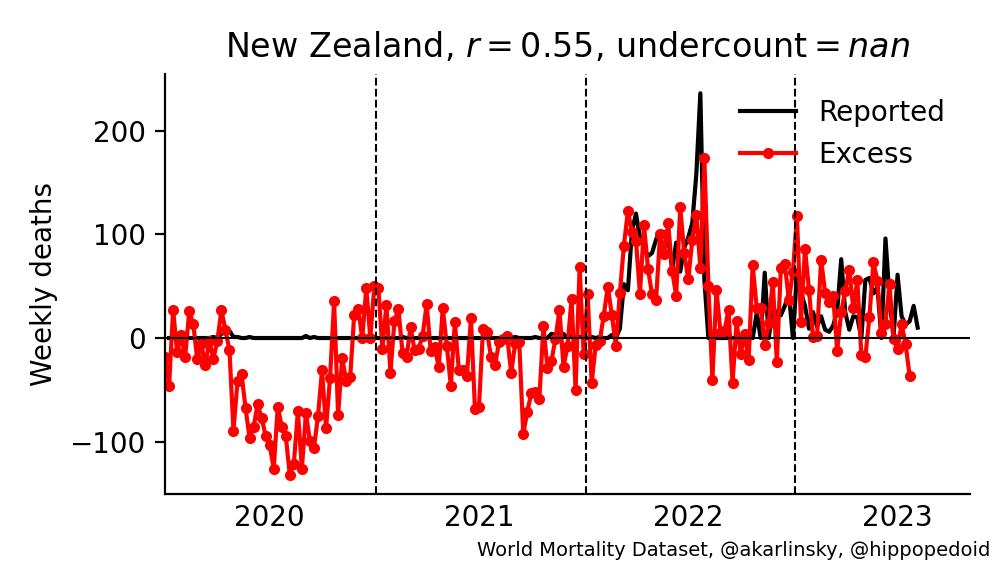 New Zealand, r = 0.55, undercount = nan
Reported
Excess
Weekly deaths
200
100
0
−100
2020 2021 2022 2023
World Mortality Dataset, @akarlinsky, @hippopedoid